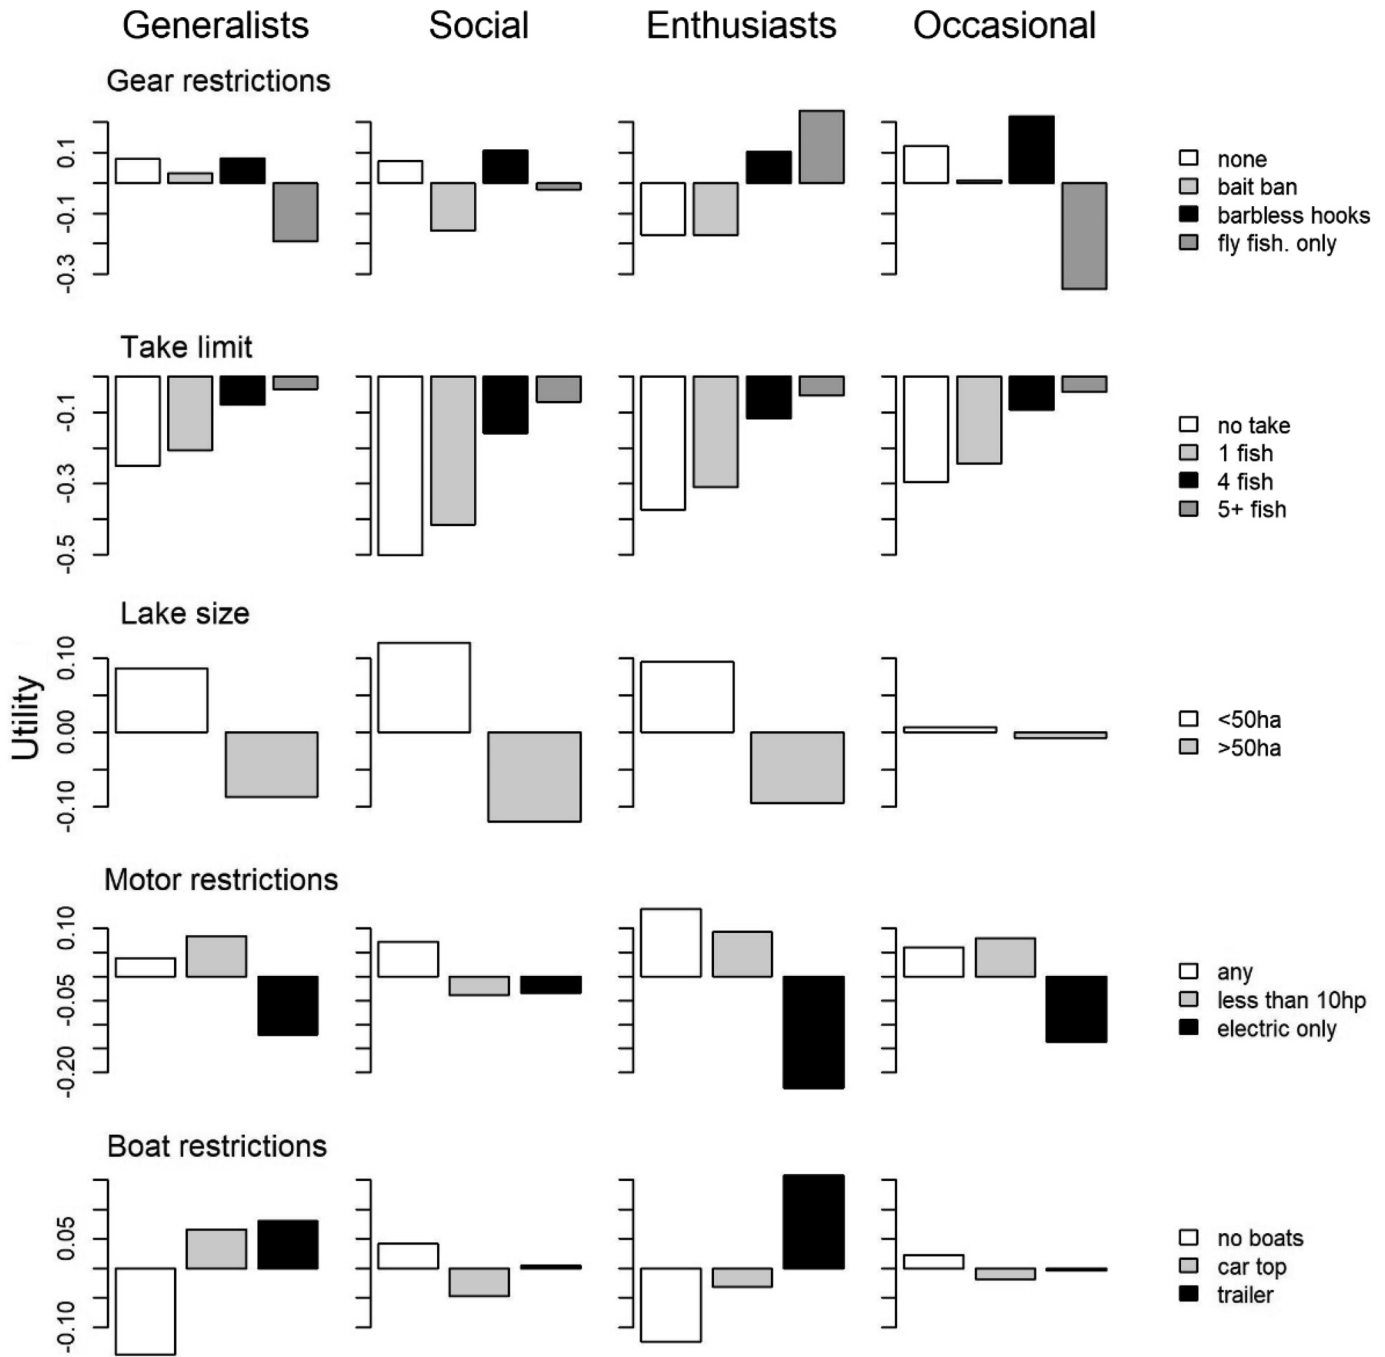 Generalists Social Enthusiasts Occasional
Gear restrictions
0.1
-0.1
-0.3
none
bait ban
barbless hooks
fly fish. only
Take limit
-0.1
-0.3
-0.5
no take
1 fish
4 fish
5+ fish
Lake size
Utility
0.10
0.00
-0.10
<50ha
>50ha
Motor restrictions
0.10
-0.05
-0.20
any
less than 10hp
electric only
Boat restrictions
0.05
-0.10
no boats
car top
trailer